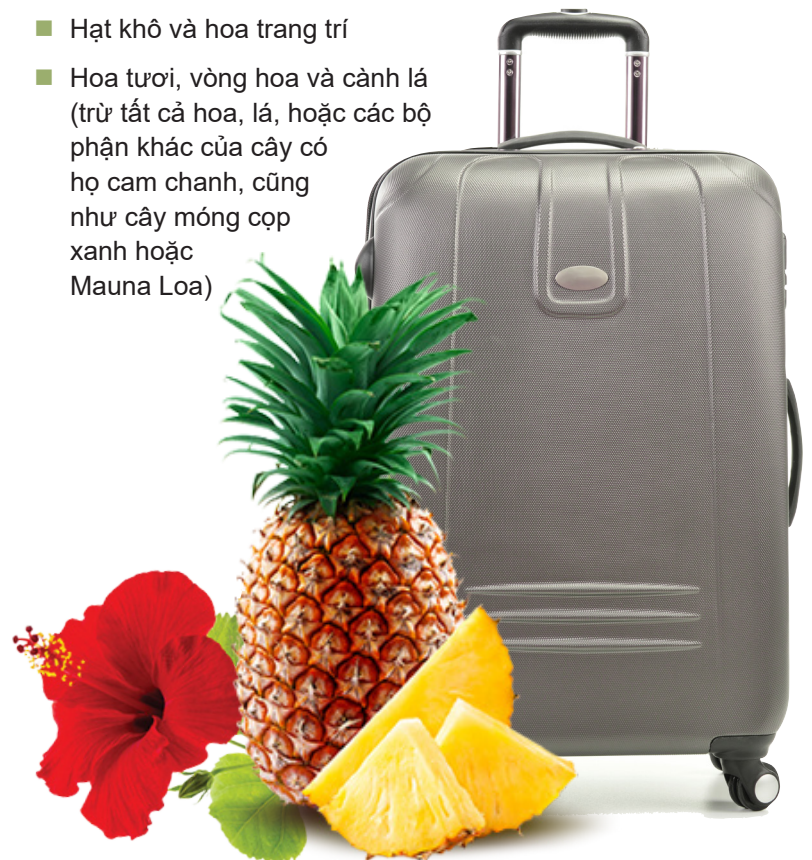 Hạt khô và hoa trang trí
Hoa tươi, vòng hoa và cành lá
(trừ tất cả hoa, lá, hoặc các bộ
phận khác của cây có
họ cam chanh, cũng
như cây móng cọp
xanh hoặc
Mauna Loa)